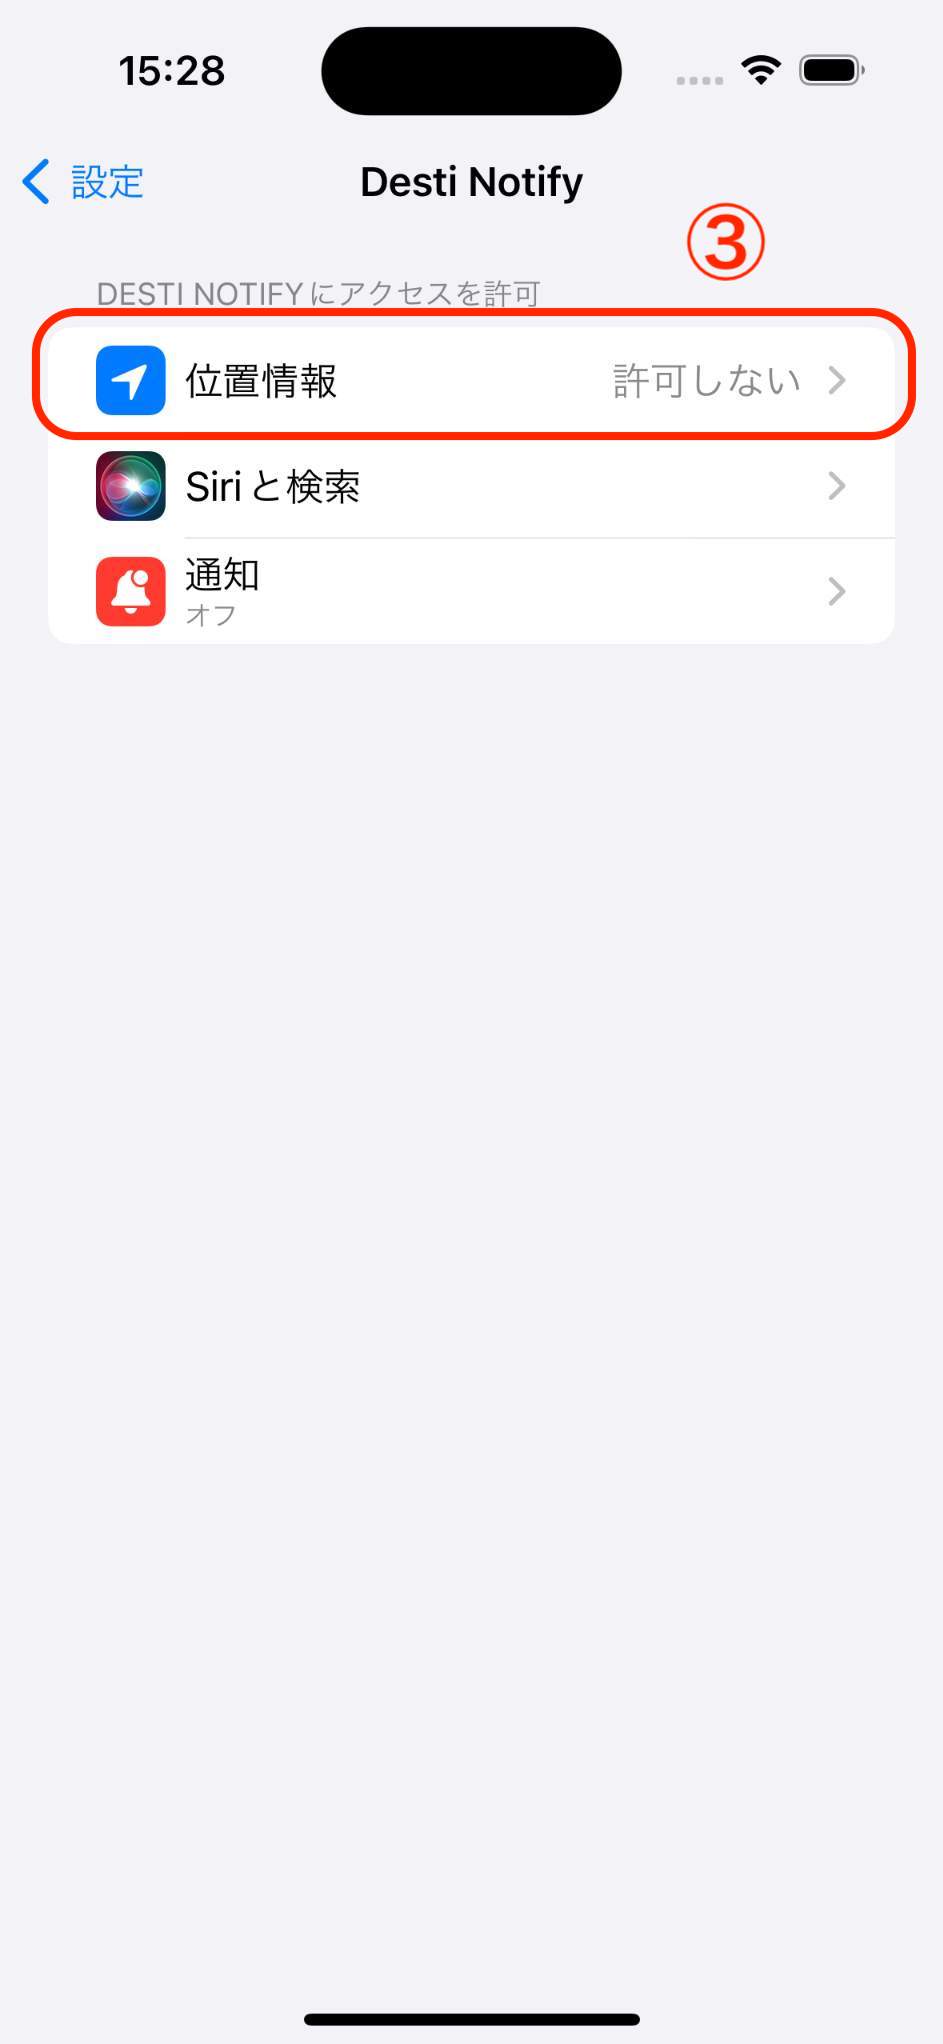 15:28
設定
Desti Notify
③
DESTI NOTIFYにアクセスを許可
位置情報
許可しない
Siriと検索
通知
オフ